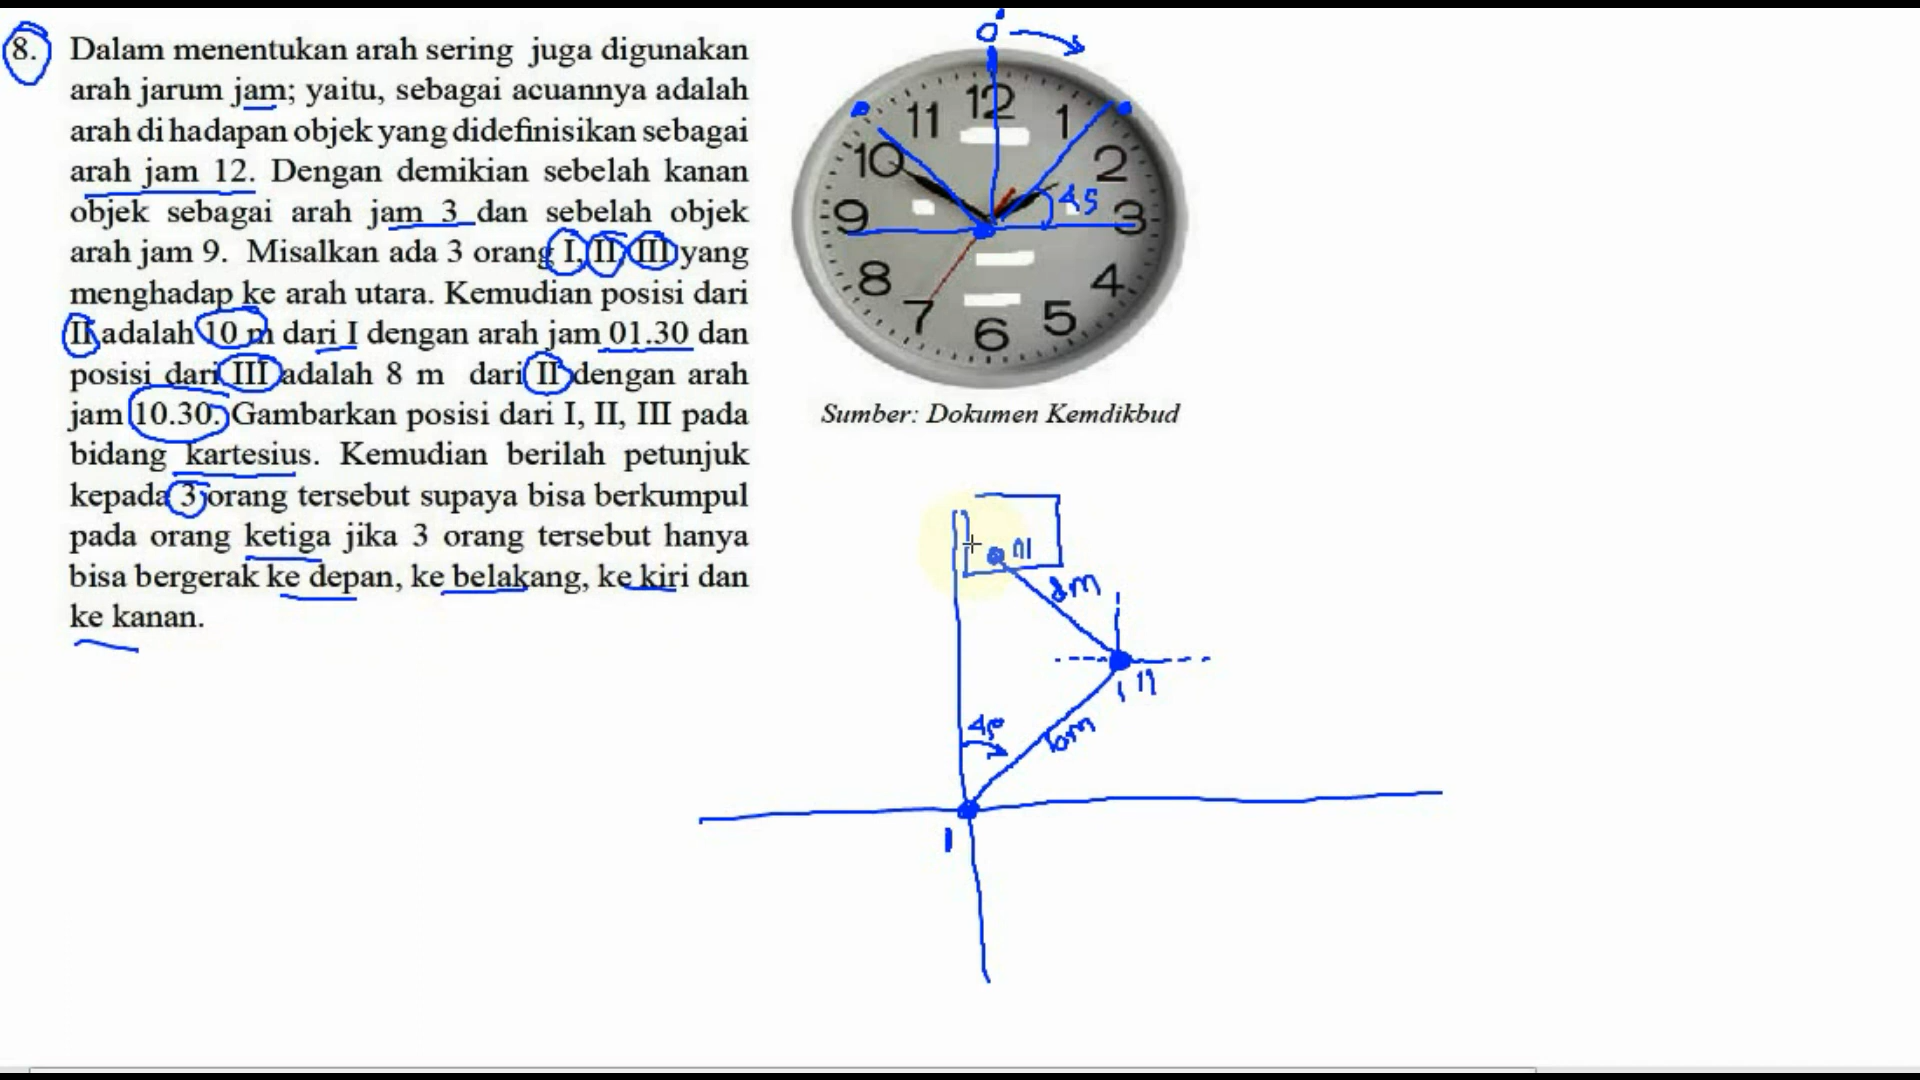 8. Dalam menentukan arah sering juga digunakan
arah jarum jam; yaitu, sebagai acuannya adalah
arah di hadapan objek yang didefinisikan sebagai
arah jam 12. Dengan demikian sebelah kanan
objek sebagai arah jam 3 dan sebelah objek
arah jam 9. Misalkan ada 3 orang I, II, III yang
menghadap ke arah utara. Kemudian posisi dari
II adalah 10 m dari I dengan arah jam 01.30 dan
posisi dari III adalah 8 m dari II dengan arah
jam 10.30. Gambarkan posisi dari I, II, III pada
bidang kartesius. Kemudian berilah petunjuk
kepada 3 orang tersebut supaya bisa berkumpul
pada orang ketiga jika 3 orang tersebut hanya
bisa bergerak ke depan, ke belakang, ke kiri dan
ke kanan.
0°
12
1
2
3
4
5
6
7
8
9
10
11
45
Sumber: Dokumen Kemdikbud
III
8m
II
45°
10m
I